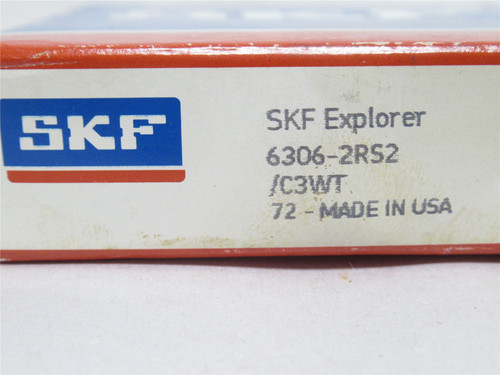 SKF
SKF Explorer
6306-2RS2
/C3WT
72 - MADE IN USA